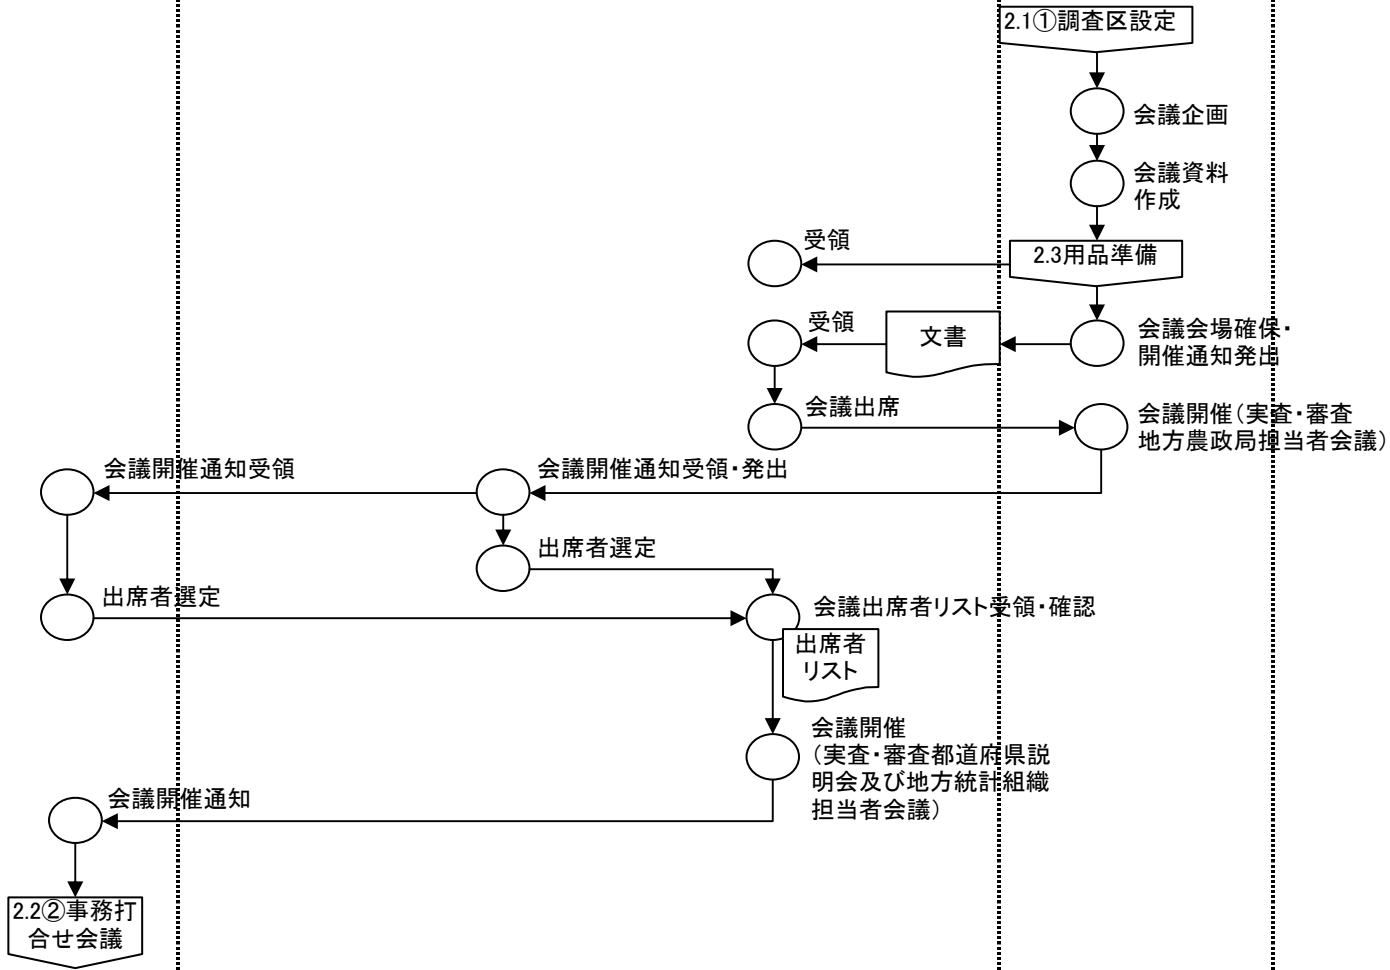 2.1①調査区設定
会議企画
会議資料
作成
受領
2.3用品準備
受領
文書
会議会場確保・
開催通知発出
会議出席
会議開催(実査・審査
地方農政局担当者会議)
会議開催通知受領
会議開催通知受領・発出
出席者選定
出席者選定
会議出席者リスト受領・確認
出席者
リスト
会議開催
(実査・審査都道府県説
明会及び地方統計組織
担当者会議)
会議開催通知
2.2②事務打
合せ会議